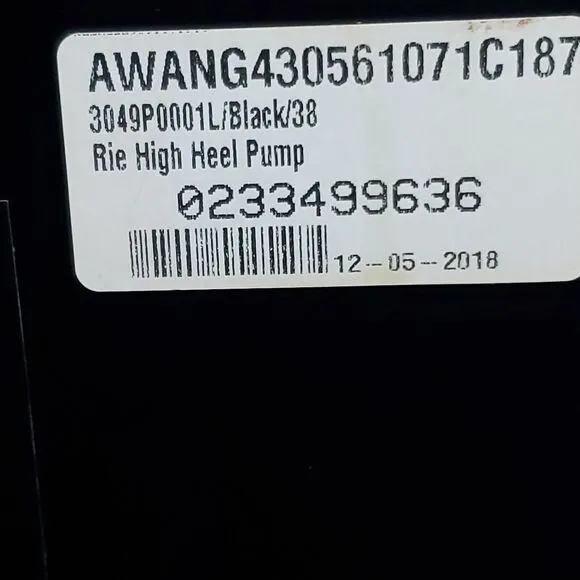 AWANG430561071C187
3049P0001L/Black/38
Rie High Heel Pump
0233499636
12-05-2018